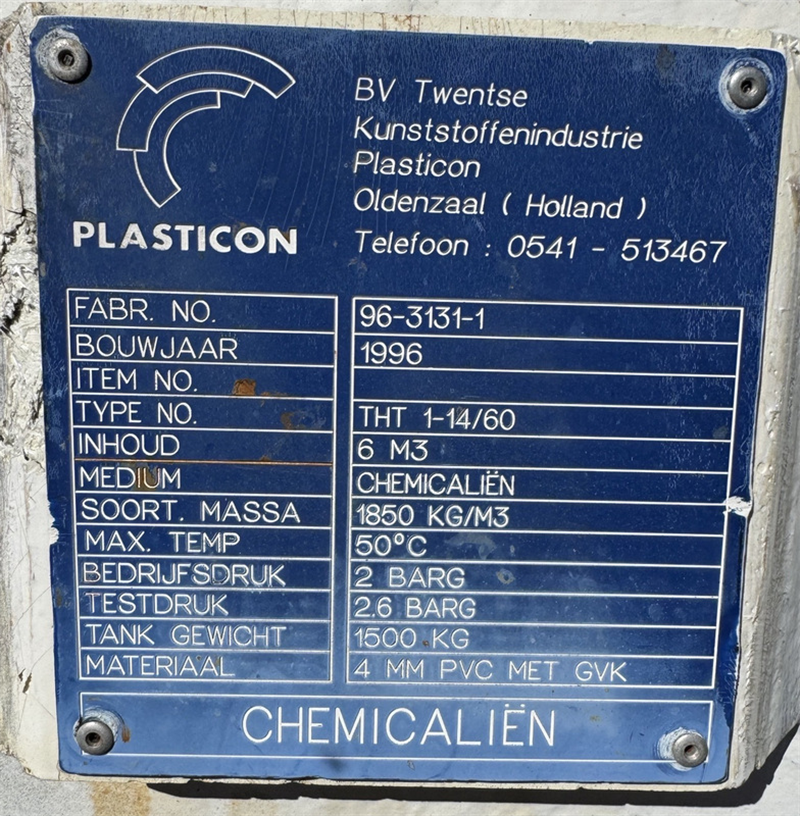 PLASTICON
BV Twentse
Kunststoffenindustrie
Plasticon
Oldenzaal ( Holland )
Telefoon : 0541 - 513467
FABR. NO. 96-3131-1
BOUWJAAR 1996
ITEM NO.
TYPE NO. THT 1-14/60
INHOUD 6 M3
MEDIUM CHEMICALIËN
SOORT. MASSA 1850 KG/M3
MAX. TEMP 50°C
BEDRIJFSDRUK 2 BARG
TESTDRUK 2.6 BARG
TANK GEWICHT 1500 KG
MATERIAAL 4 MM PVC MET GVK
CHEMICALIËN